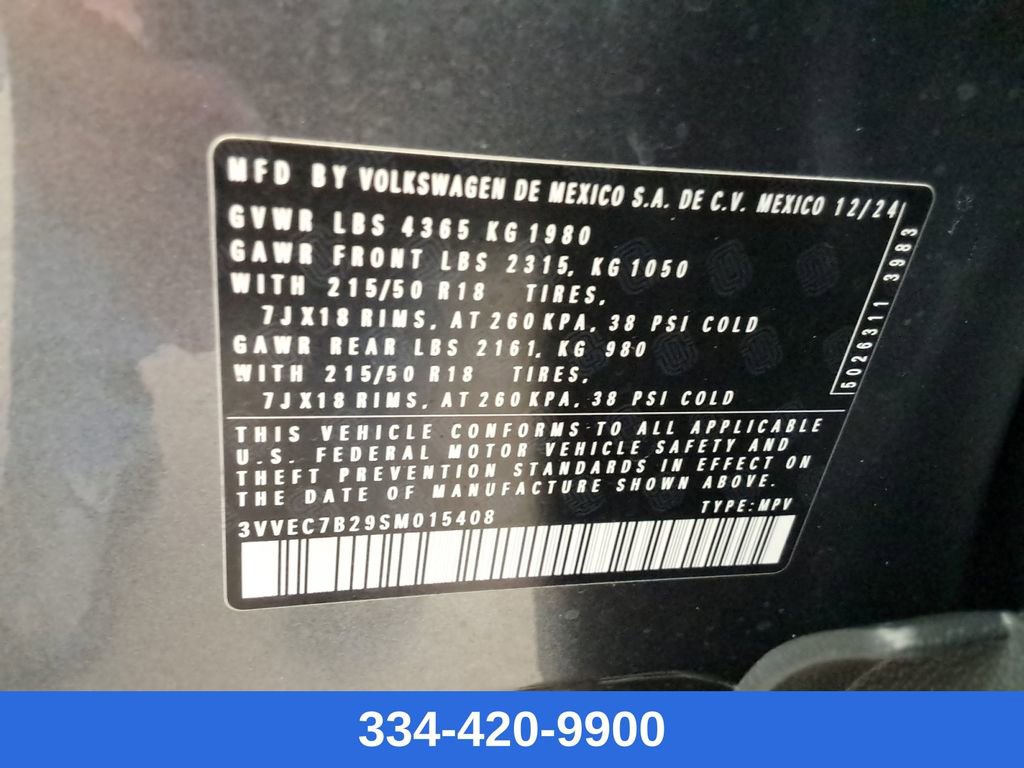 MFD BY VOLKSWAGEN DE MEXICO S.A. DE C.V. MEXICO 12/24
GVWR LBS 4365 KG 1980
GAWR FRONT LBS 2315, KG 1050
WITH 215/50 R18 TIRES,
7JX18 RIMS, AT 260 KPA, 38 PSI COLD
GAWR REAR LBS 2161, KG 980
WITH 215/50 R18 TIRES,
7JX18 RIMS, AT 260 KPA, 38 PSI COLD
6026311 3983
THIS VEHICLE CONFORMS TO ALL APPLICABLE
U.S. FEDERAL MOTOR VEHICLE SAFETY AND
THEFT PREVENTION STANDARDS IN EFFECT ON
THE DATE OF MANUFACTURE SHOWN ABOVE.
3VVEC7B29SM015408 TYPE: MPV
334-420-9900